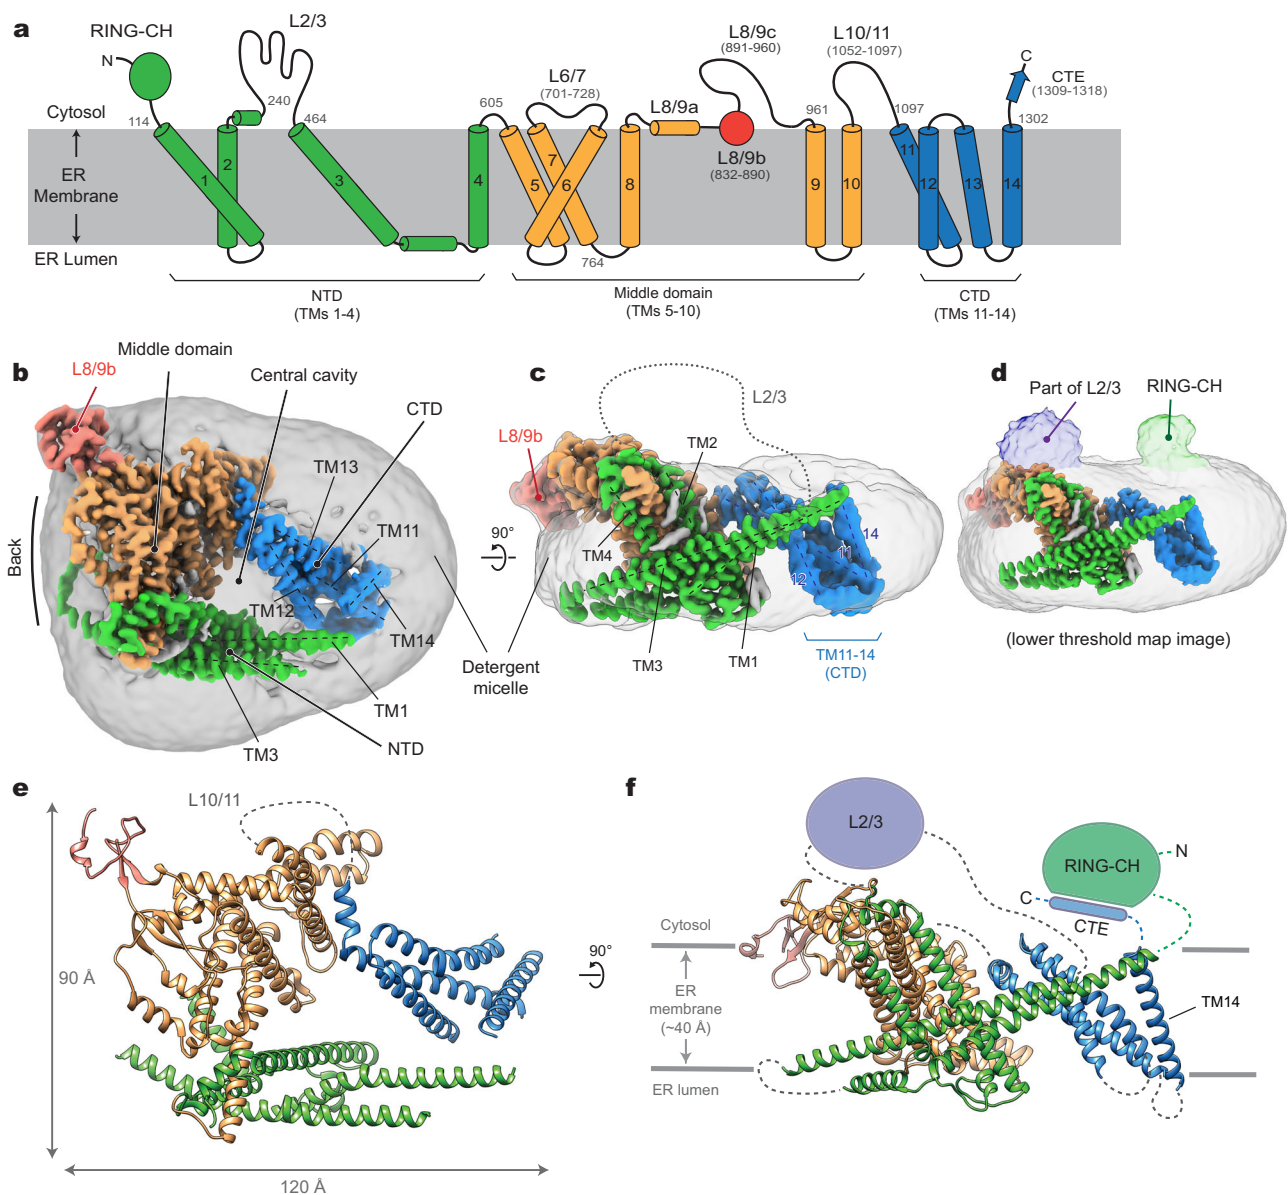 a
RING-CH
N
L2/3
L6/7
(701-728)
L8/9a
L8/9c
(891-960)
L8/9b
(832-890)
L10/11
(1052-1097)
C
CTE
(1309-1318)
Cytosol
ER
Membrane
ER Lumen
114
240
464
605
764
961
1097
1302
1
2
3
4
5
6
7
8
9
10
11
12
13
14
NTD
(TMs 1-4)
Middle domain
(TMs 5-10)
CTD
(TMs 11-14)
b
L8/9b
Middle domain
Central cavity
CTD
TM13
TM11
TM12
TM14
TM1
NTD
TM3
Back
Detergent
micelle
90°
c
L8/9b
L2/3
TM2
TM4
TM3
TM1
14
11
12
TM11-14
(CTD)
d
Part of L2/3
RING-CH
(lower threshold map image)
e
L10/11
90 Å
120 Å
90°
f
L2/3
RING-CH
N
C
CTE
Cytosol
ER
membrane
(~40 Å)
ER lumen
TM14